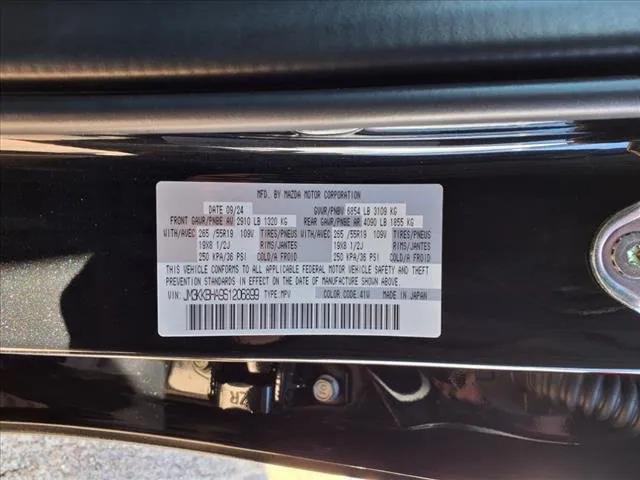 MFD. BY MAZDA MOTOR CORPORATION
DATE 09/24 GVWR/PNBV 6854 LB 3109 KG
FRONT GAWR/PNBE AV 2910 LB 1320 KG REAR GAWR/PNBE AR 4090 LB 1855 KG
WITH/AVEC 265 /55R19 109V TIRES/PNEUS WITH/AVEC 265 /55R19 109V TIRES/PNEUS
19X8 1/2J RIMS/JANTES 19X8 1/2J RIMS/JANTES
250 KPA/36 PSI COLD/A FROID 250 KPA/36 PSI COLD/A FROID
THIS VEHICLE CONFORMS TO ALL APPLICABLE FEDERAL MOTOR VEHICLE SAFETY AND THEFT
PREVENTION STANDARDS IN EFFECT ON THE DATE OF MANUFACTURE SHOWN ABOVE.
VIN: JM3KKBHA9S1206899 TYPE:MPV COLOR CODE:41W MADE IN JAPAN
ZR